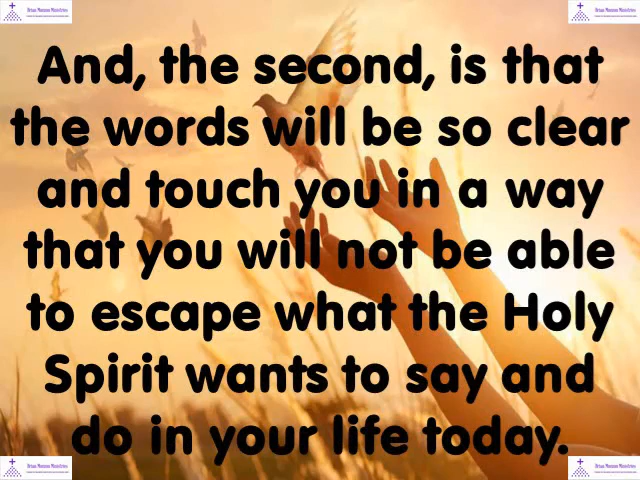 And, the second, is that
the words will be so clear
and touch you in a way
that you will not be able
to escape what the Holy
Spirit wants to say and
do in your life today.